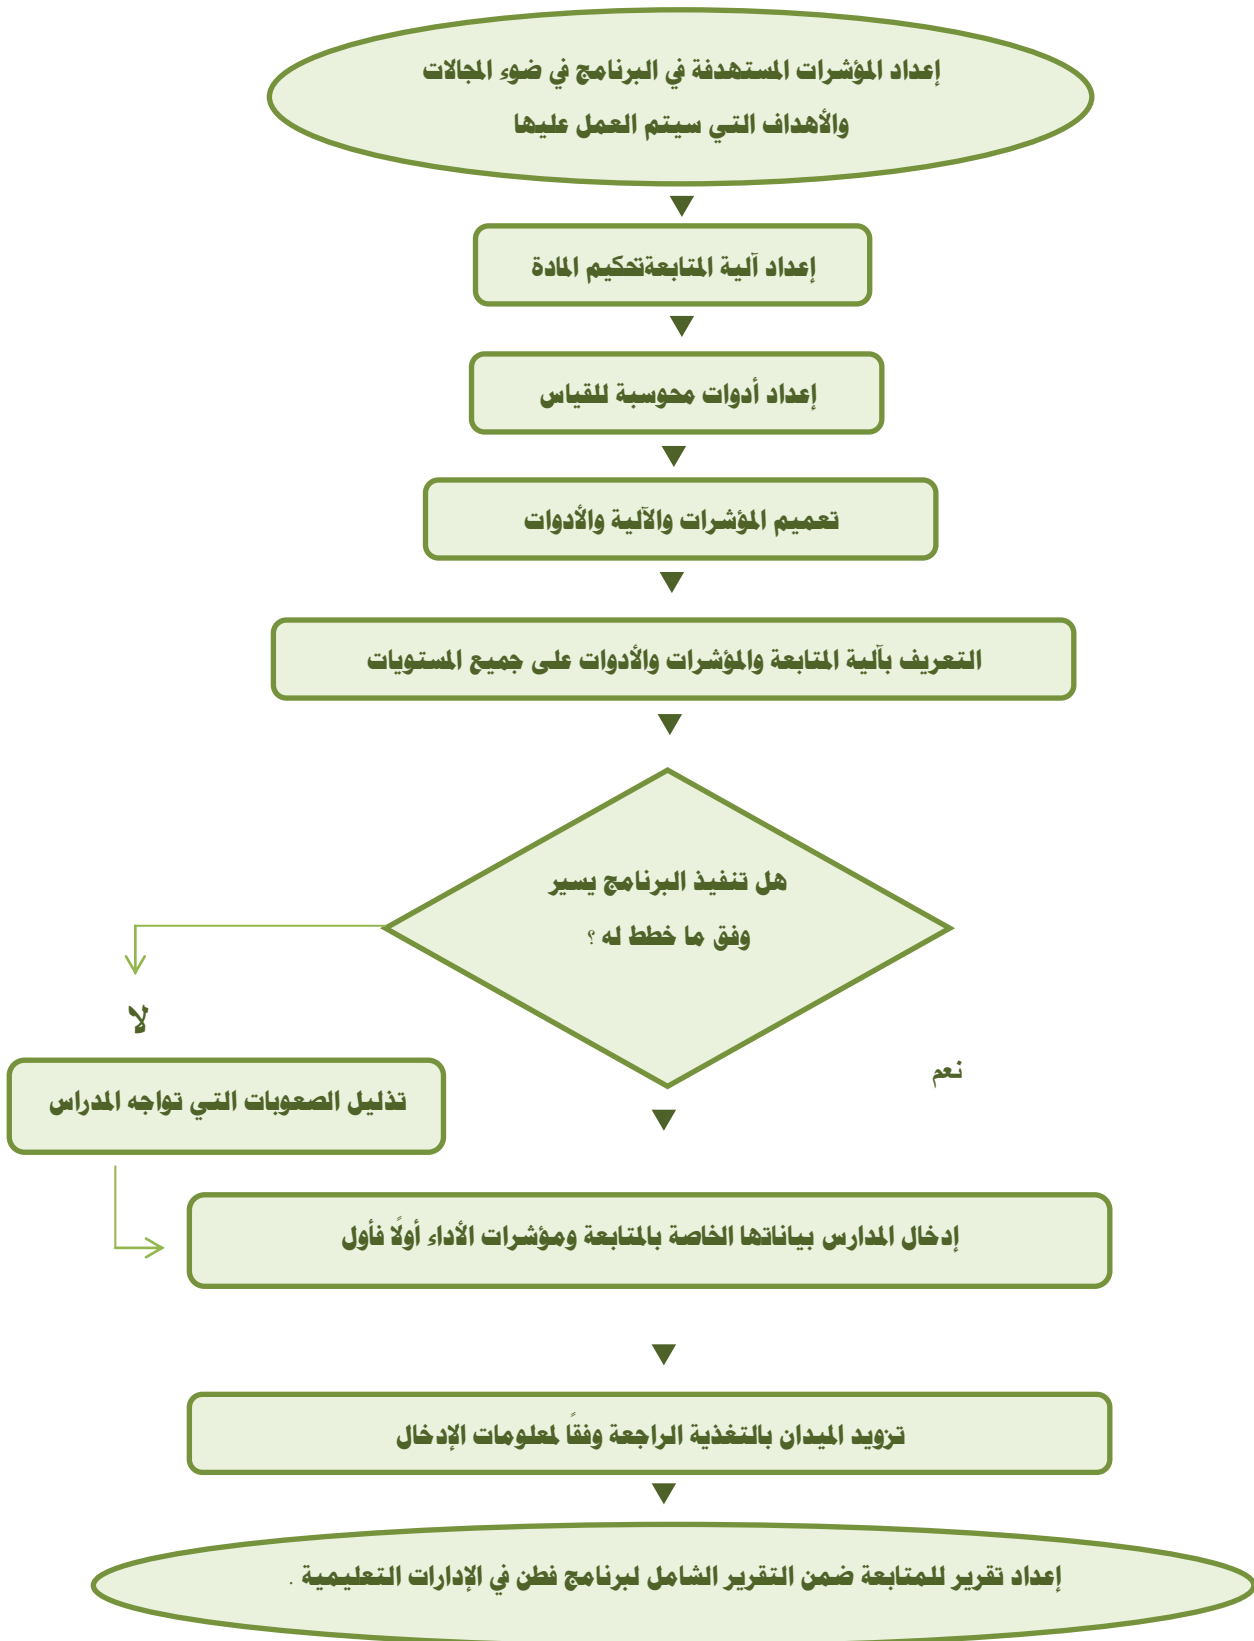 إعداد المؤشرات المستهدفة في البرنامج في ضوء المجالات
والأهداف التي سيتم العمل عليها
إعداد آلية المتابعةتحكيم المادة
إعداد أدوات محوسبة للقياس
تعميم المؤشرات والآلية والأدوات
التعريف بآلية المتابعة والمؤشرات والأدوات على جميع المستويات
هل تنفيذ البرنامج يسير
وفق ما خطط له ؟
لا
نعم
تذليل الصعوبات التي تواجه المدراس
إدخال المدارس بياناتها الخاصة بالمتابعة ومؤشرات الأداء أولًا فأول
تزويد الميدان بالتغذية الراجعة وفقًا لمعلومات الإدخال
إعداد تقرير للمتابعة ضمن التقرير الشامل لبرنامج فطن في الإدارات التعليمية .